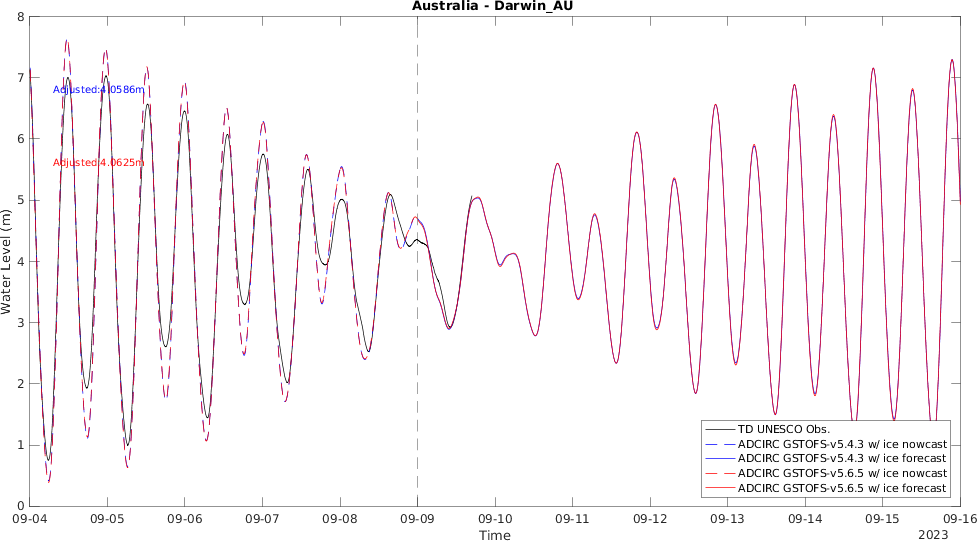 Australia - Darwin_AU
8
7
Adjusted:4.0586m
6
Adjusted:4.0625m
5
4
3
2
1
0
Water Level (m)
TD UNESCO Obs.
ADCIRC GSTOFS-v5.4.3 w/ ice nowcast
ADCIRC GSTOFS-v5.4.3 w/ ice forecast
ADCIRC GSTOFS-v5.6.5 w/ ice nowcast
ADCIRC GSTOFS-v5.6.5 w/ ice forecast
09-04 09-05 09-06 09-07 09-08 09-09 09-10 09-11 09-12 09-13 09-14 09-15 09-16
Time
2023